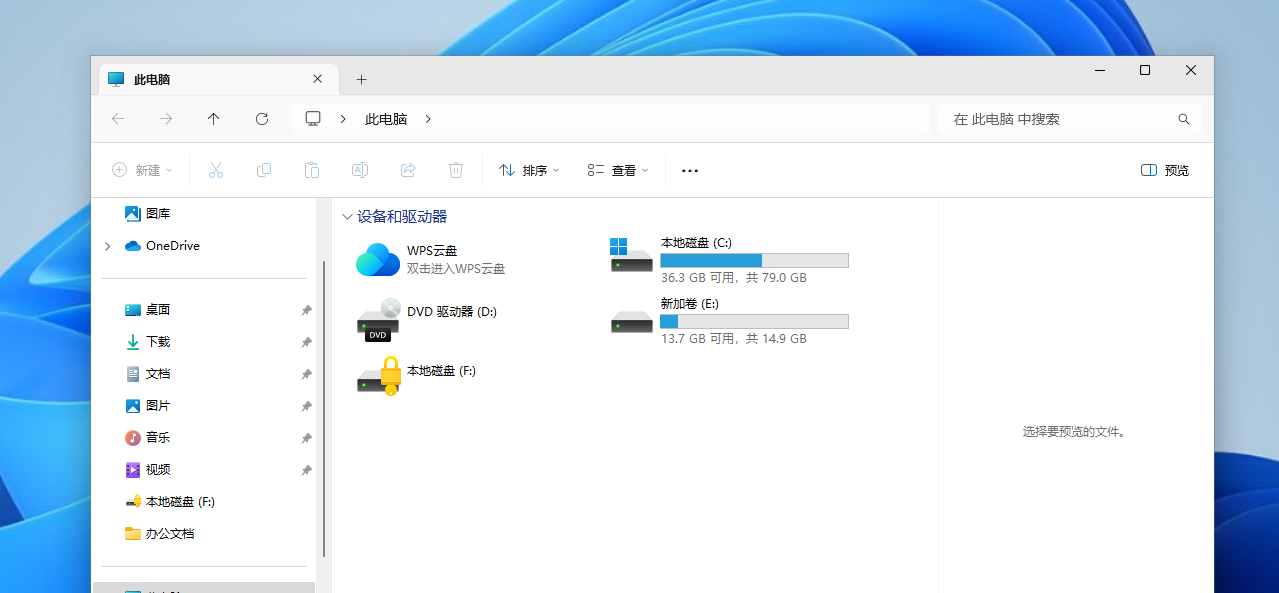 此电脑
此电脑
在 此电脑 中搜索
新建
排序
查看
预览
图库
OneDrive
桌面
下载
文档
图片
音乐
视频
本地磁盘 (F:)
办公文档
设备和驱动器
WPS云盘
双击进入WPS云盘
本地磁盘 (C:)
36.3 GB 可用，共 79.0 GB
DVD 驱动器 (D:)
DVD
新加卷 (E:)
13.7 GB 可用，共 14.9 GB
本地磁盘 (F:)
选择要预览的文件。